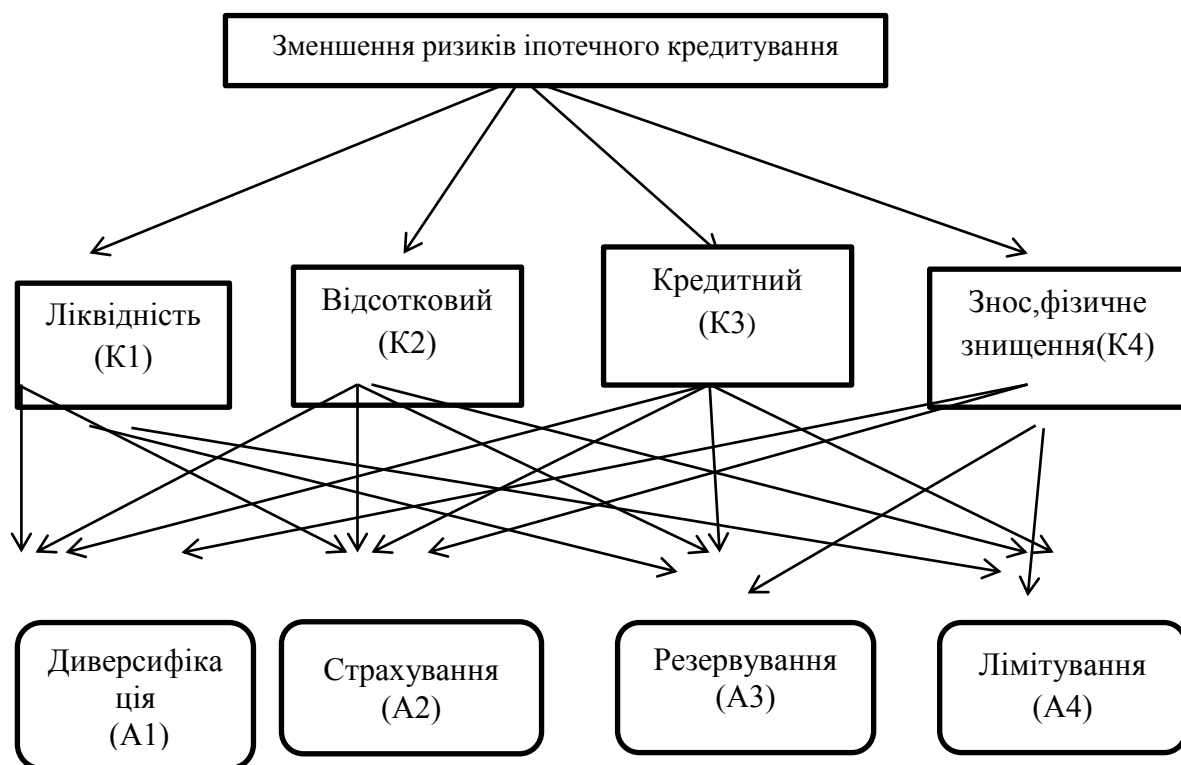 Зменшення ризиків іпотечного кредитування
Ліквідність
(К1)
Відсотковий
(К2)
Кредитний
(К3)
Знос,фізичне
знищення(К4)
Диверсифіка
ція
(А1)
Страхування
(А2)
Резервування
(А3)
Лімітування
(А4)